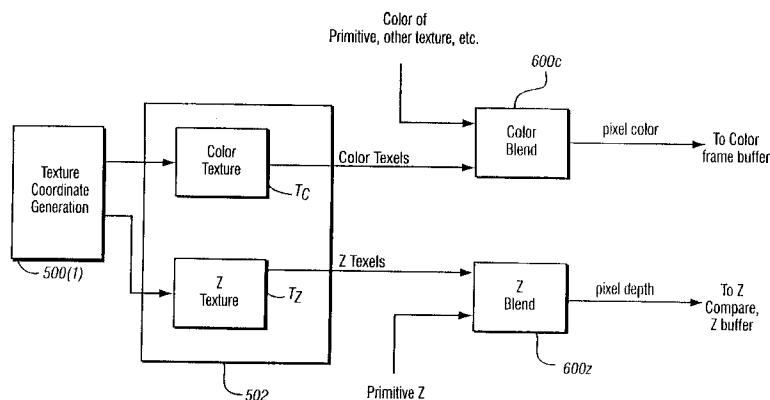 Color of
Primitive, other texture, etc.
600c
Texture
Coordinate
Generation
500(1)
Color
Texture
TC
Color Texels
Color
Blend
pixel color
To Color
frame buffer
Z
Texture
TZ
Z Texels
Z
Blend
pixel depth
To Z
Compare,
Z buffer
502
Primitive Z
600z